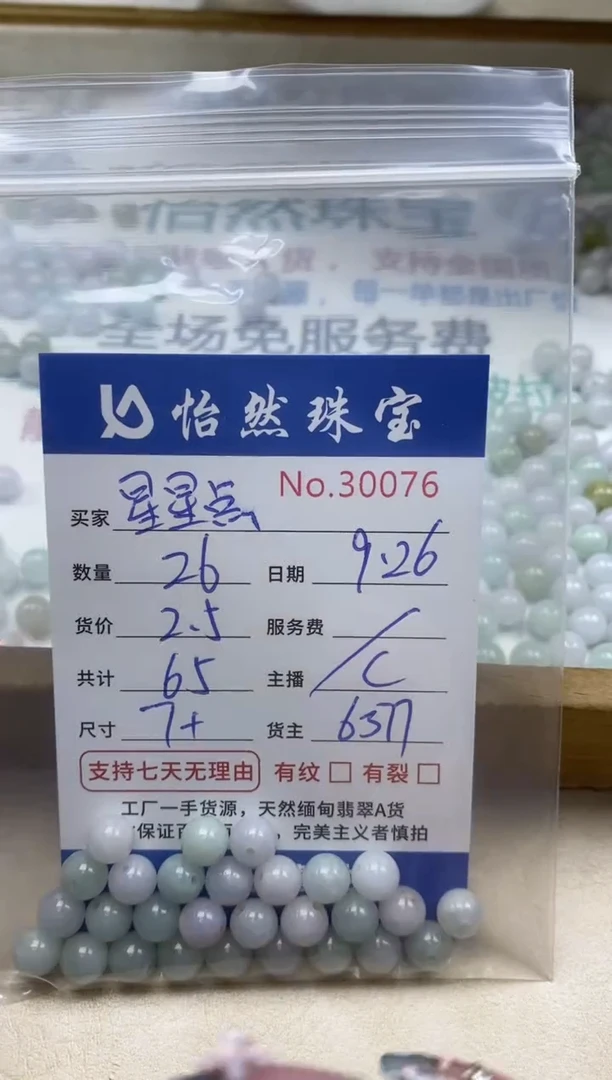 怡然珠宝
全场免服务费
怡然珠宝
No.30076
买家 星星点
数量 26 日期 9.26
货价 2.5 服务费 /
共计 65 主播 C
尺寸 7+ 货主 6377
支持七天无理由 有纹 □ 有裂 □
工厂一手货源，天然缅甸翡翠A货
保证百，完美主义者慎拍